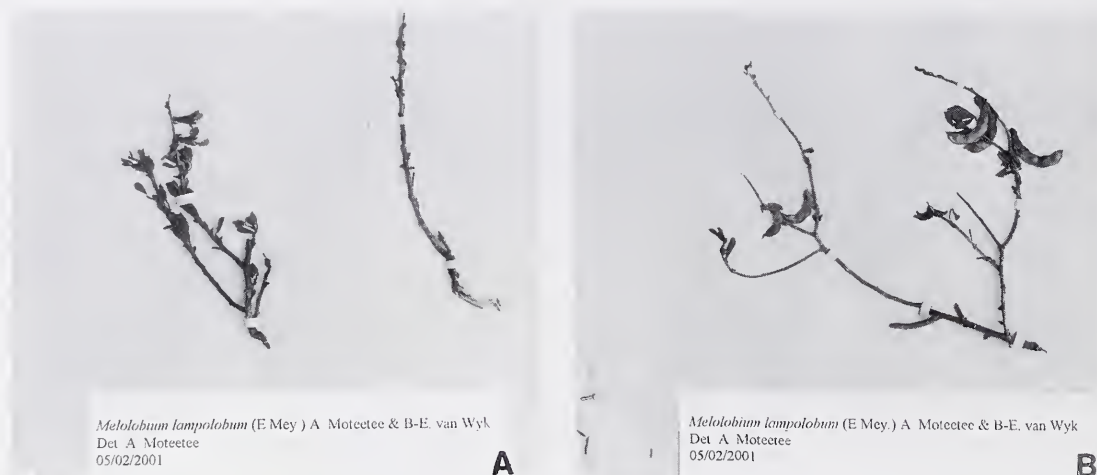 Melolobium lampolobum (E Mey ) A Moteetee & B-E. van Wyk
Det A Moteetee
05/02/2001
A
Melolobium lampolobum (E Mey.) A Moteetee & B-E. van Wyk
Det A Moteetee
05/02/2001
B